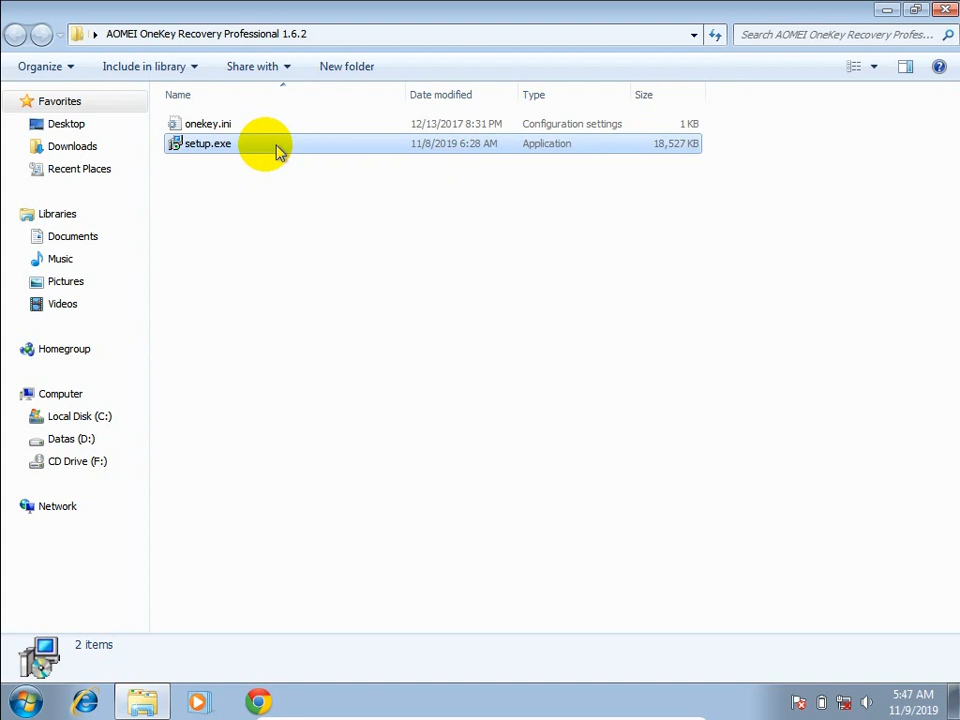 AOMEI OneKey Recovery Professional 1.6.2
Search AOMEI OneKey Recovery Profes...
Organize Include in library Share with New folder
Name Date modified Type Size
Favorites
Desktop
Downloads
Recent Places
Libraries
Documents
Music
Pictures
Videos
Homegroup
Computer
Local Disk (C:)
Datas (D:)
CD Drive (F:)
Network
onekey.ini 12/13/2017 8:31 PM Configuration settings 1 KB
setup.exe 11/8/2019 6:28 AM Application 18,527 KB
2 items
5:47 AM
11/9/2019